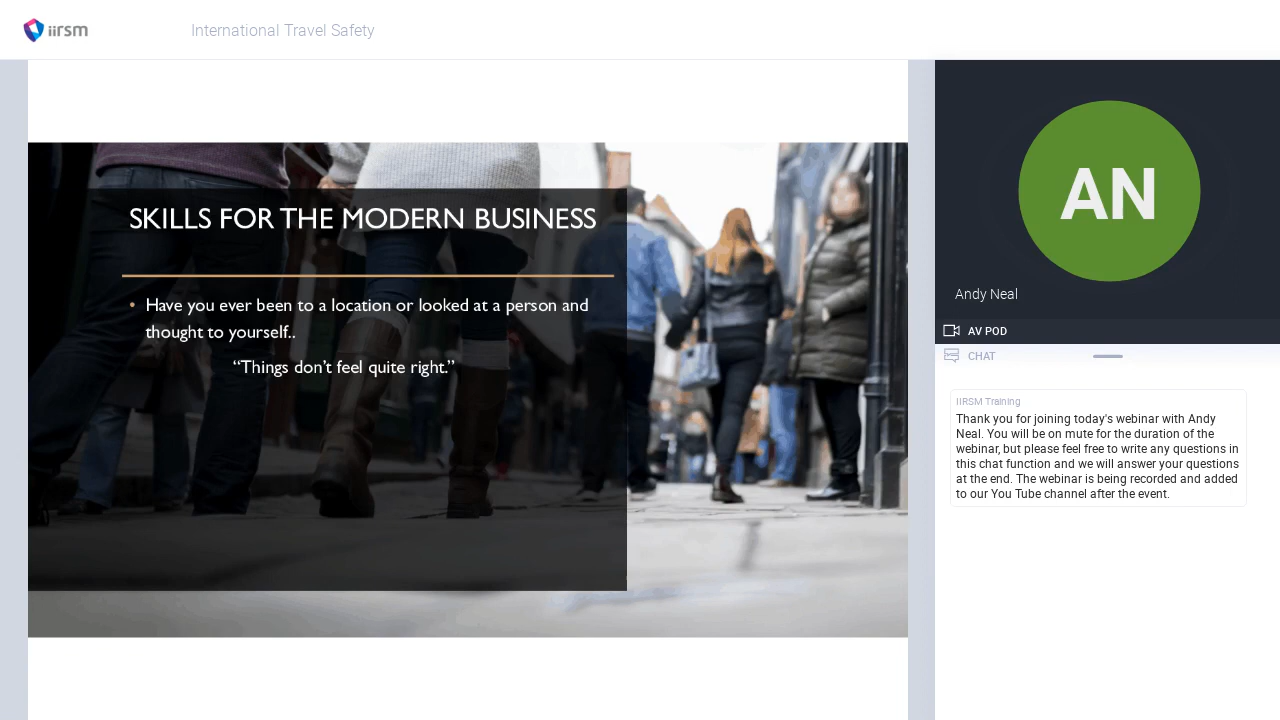 iirsm
International Travel Safety
SKILLS FOR THE MODERN BUSINESS
• Have you ever been to a location or looked at a person and
thought to yourself..
“Things don’t feel quite right.”
AN
Andy Neal
AV POD
CHAT
IIRSM Training
Thank you for joining today's webinar with Andy
Neal. You will be on mute for the duration of the
webinar, but please feel free to write any questions in
this chat function and we will answer your questions
at the end. The webinar is being recorded and added
to our You Tube channel after the event.